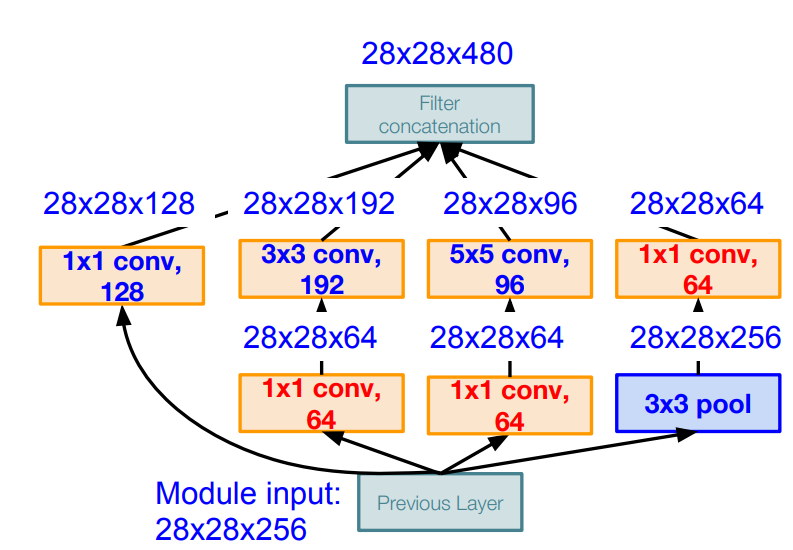 28x28x480
Filter
concatenation
28x28x128
28x28x192
28x28x96
28x28x64
1x1 conv,
128
3x3 conv,
192
5x5 conv,
96
1x1 conv,
64
28x28x64
28x28x64
28x28x256
1x1 conv,
64
1x1 conv,
64
3x3 pool
Module input:
28x28x256
Previous Layer